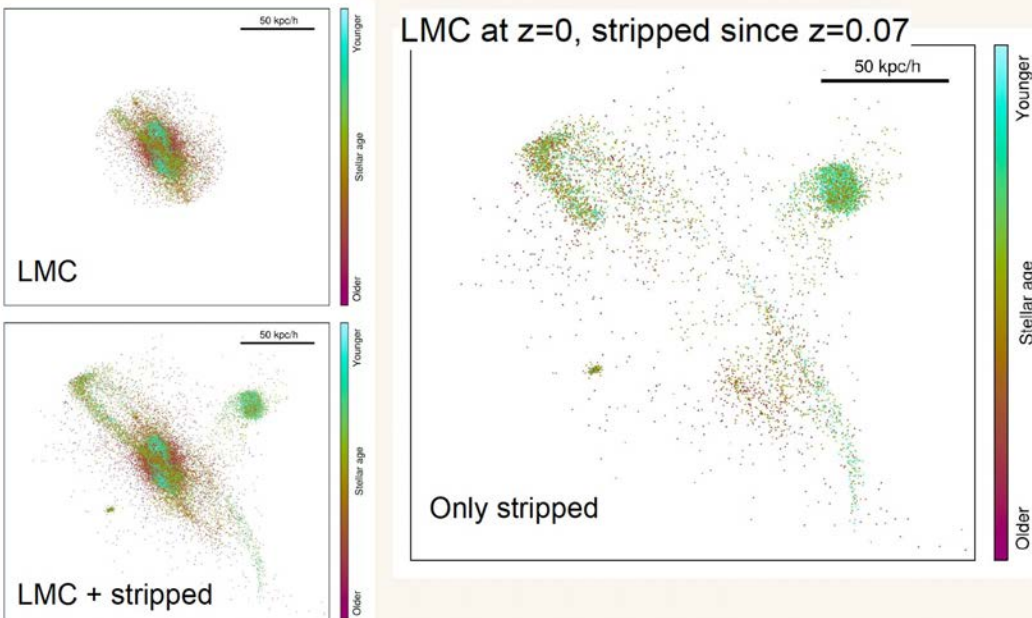 50 kpc/h
Younger
Stellar age
Older
LMC
50 kpc/h
Younger
Stellar age
Older
LMC + stripped
LMC at z=0, stripped since z=0.07
50 kpc/h
Younger
Stellar age
Older
Only stripped